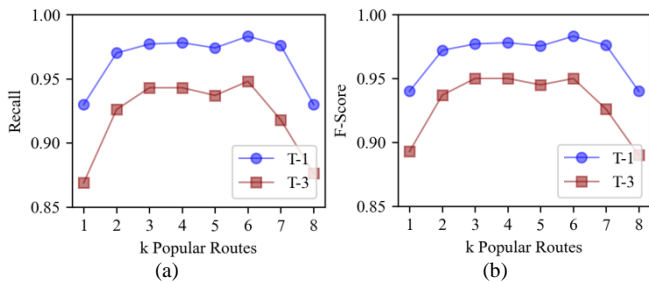 1.00
0.95
0.90
0.85
Recall
T-1
T-3
1 2 3 4 5 6 7 8
k Popular Routes
(a)
1.00
0.95
0.90
0.85
F-Score
T-1
T-3
1 2 3 4 5 6 7 8
k Popular Routes
(b)